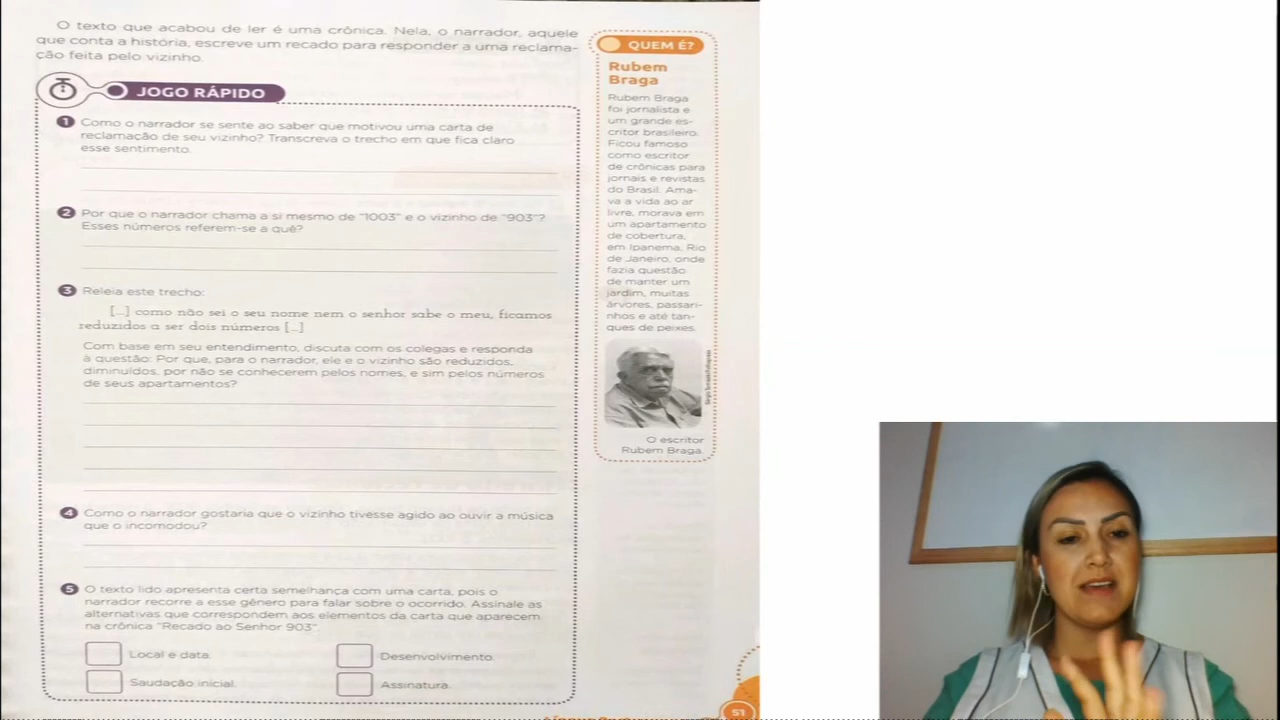 O texto que acabou de ler é uma crônica. Nela, o narrador, aquele
que conta a história, escreve um recado para responder a uma reclama-
ção feita pelo vizinho.
JOGO RÁPIDO
1 Como o narrador se sente ao saber que motivou uma carta de
reclamação de seu vizinho? Transcreva o trecho em que fica claro
esse sentimento.
2 Por que o narrador chama a si mesmo de "1003" e o vizinho de "903"?
Esses números referem-se a quê?
3 Releia este trecho:
[...] como não sei o seu nome nem o senhor sabe o meu, ficamos
reduzidos a ser dois números [...]
Com base em seu entendimento, discuta com os colegas e responda
à questão: Por que, para o narrador, ele e o vizinho são reduzidos,
diminuídos, por não se conhecerem pelos nomes, e sim pelos números
de seus apartamentos?
4 Como o narrador gostaria que o vizinho tivesse agido ao ouvir a música
que o incomodou?
5 O texto lido apresenta certa semelhança com uma carta, pois o
narrador recorre a esse gênero para falar sobre o ocorrido. Assinale as
alternativas que correspondem aos elementos da carta que aparecem
na crônica "Recado ao Senhor 903"
Local e data.
Desenvolvimento.
Saudação inicial.
Assinatura.
QUEM É?
Rubem
Braga
Rubem Braga
foi jornalista e
um grande es-
critor brasileiro.
Ficou famoso
como escritor
de crônicas para
jornais e revistas
do Brasil. Ama-
va a vida ao ar
livre, morava em
um apartamento
de cobertura,
em Ipanema, Rio
de Janeiro, onde
fazia questão
de manter um
jardim, muitas
árvores, passari-
nhos e até tan-
ques de peixes.
O escritor
Rubem Braga.
51